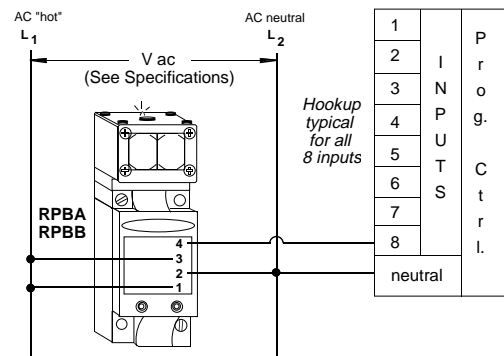 AC "hot"
L1
AC neutral
L2
V ac
(See Specifications)
Hookup
typical
for all
8 inputs
RPBA
RPBB
4
3
2
1
1
2
3
4
5
6
7
8
neutral
INPUTS
Prog. Ctrl.